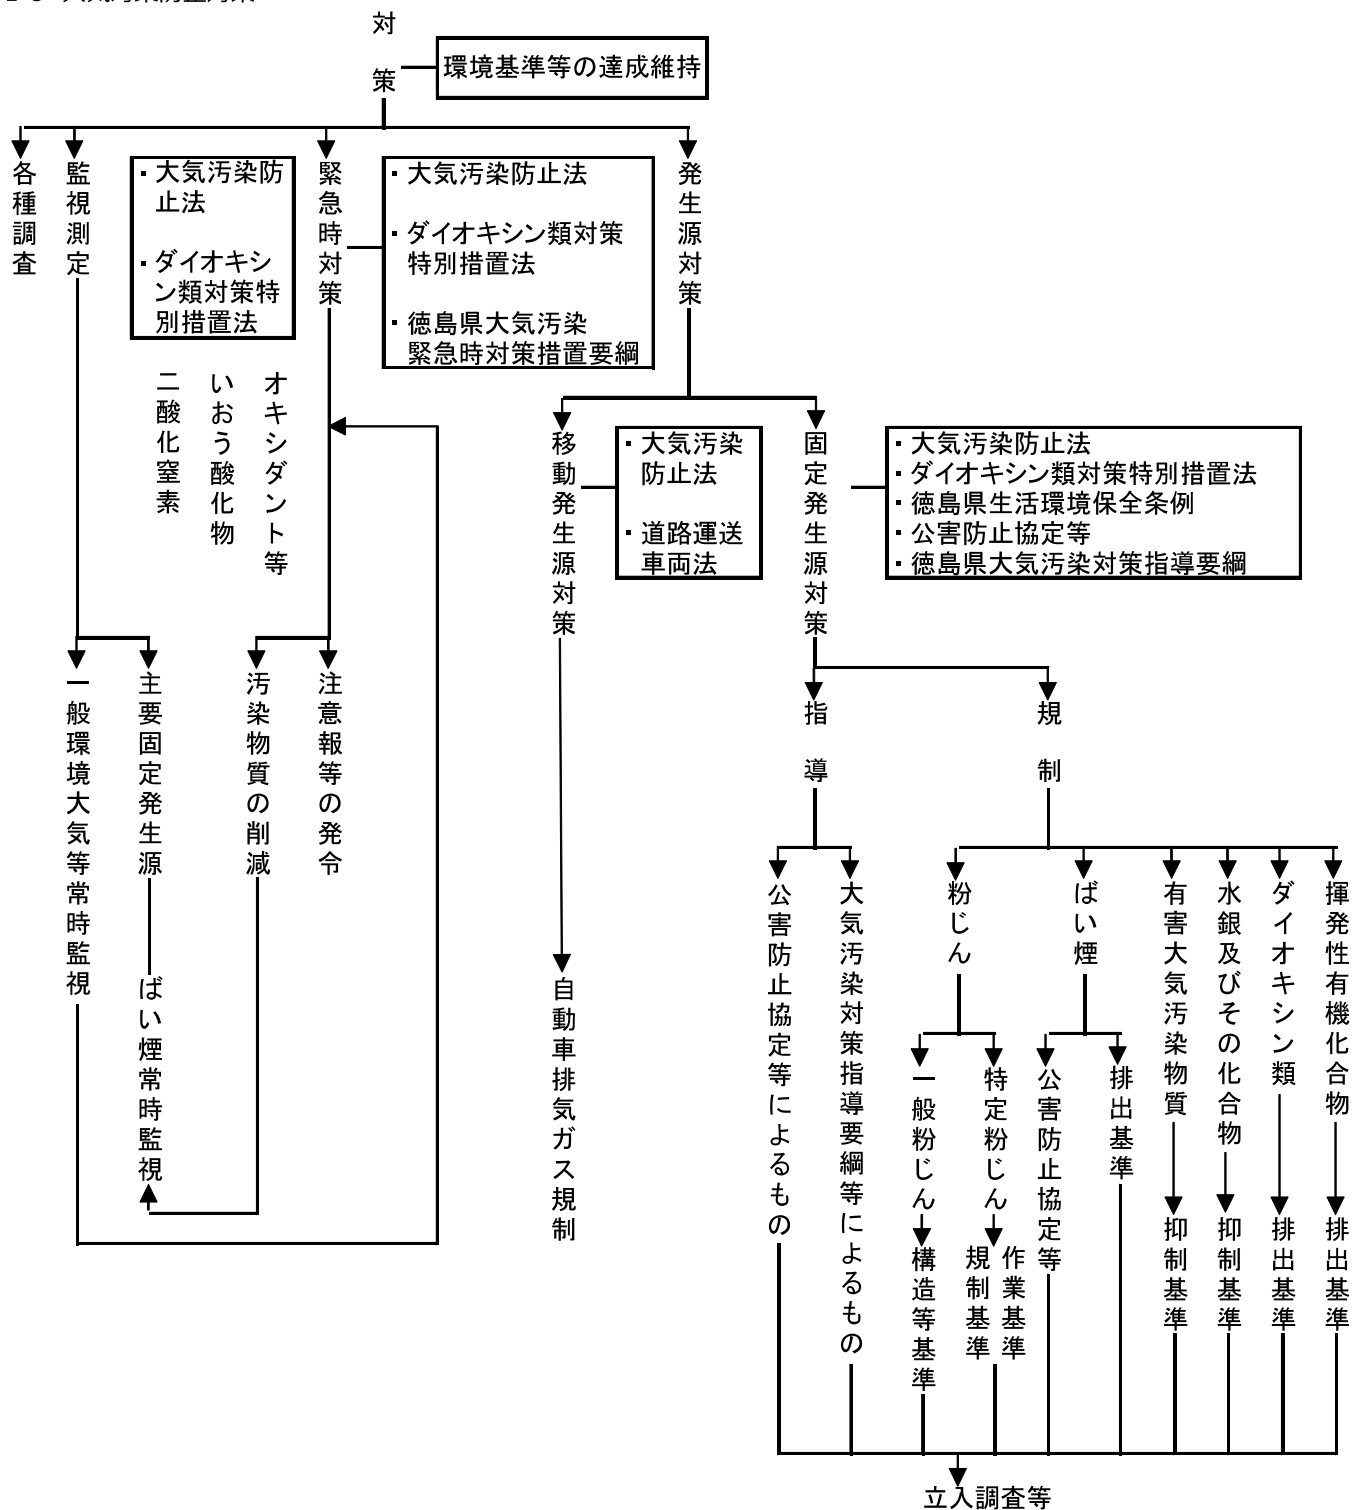 対策
環境基準等の達成維持
発生源対策
緊急時対策
・大気汚染防止法
・ダイオキシン類対策
特別措置法
・徳島県大気汚染
緊急時対策措置要綱
監視測定
・大気汚染防
止法
・ダイオキシ
ン類対策特
別措置法
各種調査
オキシダント等
いおう酸化物
二酸化窒素
固定発生源対策
・大気汚染防止法
・ダイオキシン類対策特別措置法
・徳島県生活環境保全条例
・公害防止協定等
・徳島県大気汚染対策指導要綱
移動発生源対策
・大気汚染
防止法
・道路運送
車両法
注意報等の発令
汚染物質の削減
主要固定発生源
ばい煙常時監視
一般環境大気等常時監視
規制
指導
自動車排気ガス規制
揮発性有機化合物
排出基準
ダイオキシン類
排出基準
水銀及びその化合物
抑制基準
有害大気汚染物質
抑制基準
ばい煙
排出基準
公害防止協定等
粉じん
特定粉じん
作業基準
規制基準
一般粉じん
構造等基準
大気汚染対策指導要綱等によるもの
公害防止協定等によるもの
立入調査等